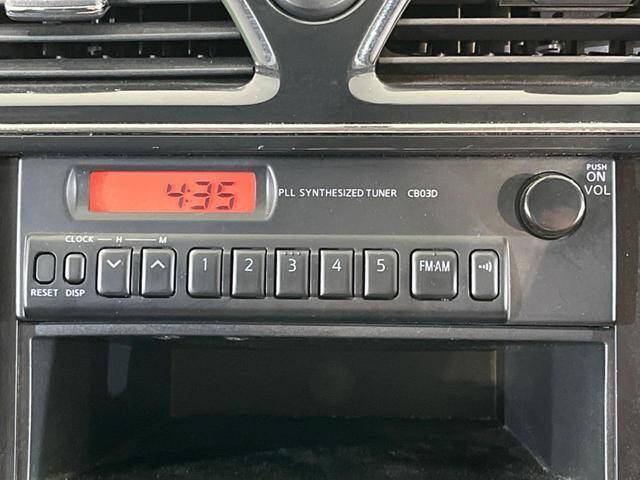 4:35
PLL SYNTHESIZED TUNER CB03D
PUSH
ON
VOL
CLOCK H M
RESET DISP 1 2 3 4 5 FM·AM